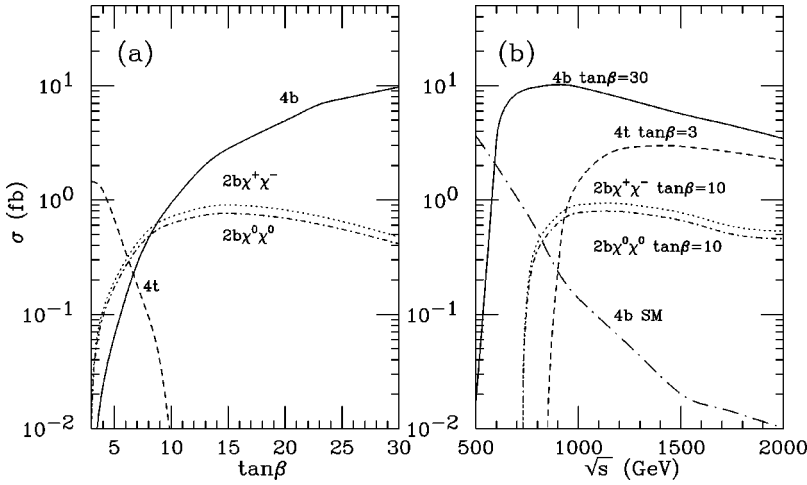 (a)
(b)
4b
4b tanβ=30
4t tanβ=3
2bχ⁺χ⁻
2bχ⁰χ⁰
4t
2bχ⁺χ⁻ tanβ=10
2bχ⁰χ⁰ tanβ=10
4b SM
σ (fb)
10¹
10⁰
10⁻¹
10⁻²
10¹
10⁰
10⁻¹
10⁻²
5 10 15 20 25 30
500 1000 1500 2000
tanβ
√s (GeV)